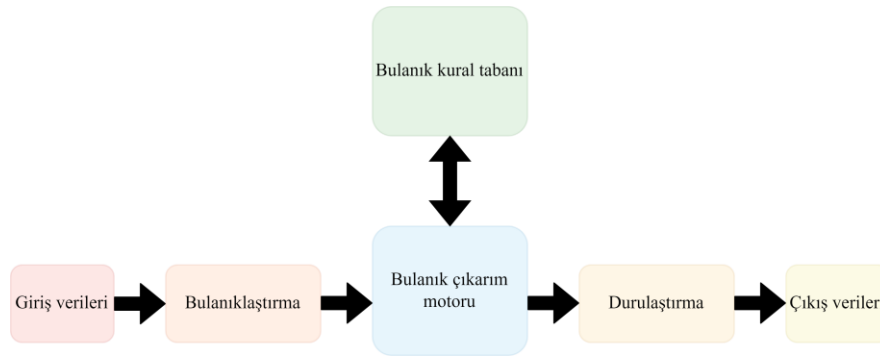 Bulanık kural tabanı
Giriş verileri
Bulanıklaştırma
Bulanık çıkarım
motoru
Durulaştırma
Çıkış veriler